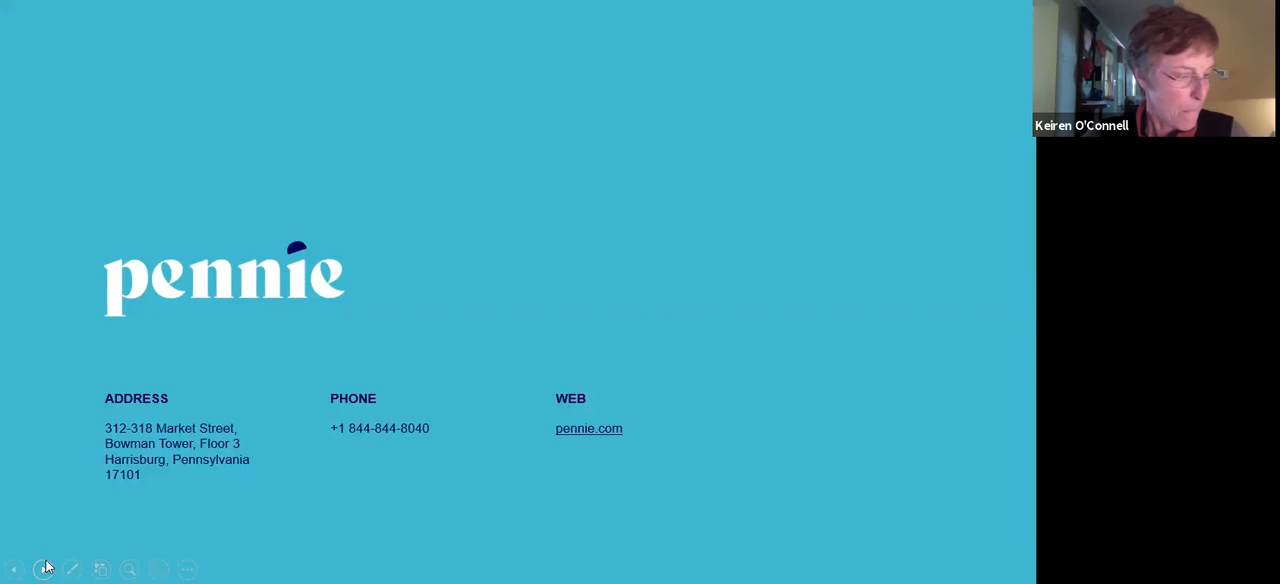 Keiren O'Connell
pennie
ADDRESS
312-318 Market Street,
Bowman Tower, Floor 3
Harrisburg, Pennsylvania
17101
PHONE
+1 844-844-8040
WEB
pennie.com